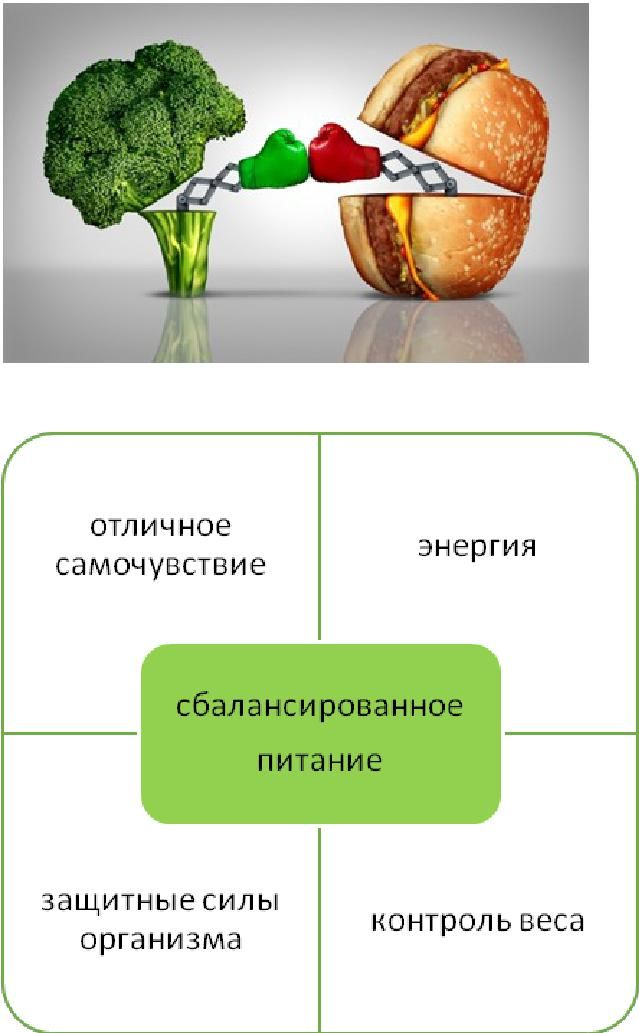 отличное
самочувствие
энергия
сбалансированное
питание
защитные силы
организма
контроль веса